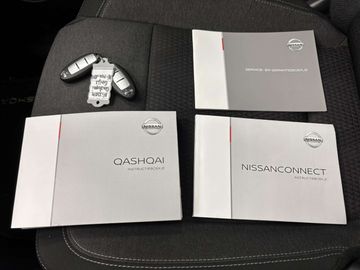 SERVICE- EN GARANTIEBOEKJE
NISSAN
QASHQAI
INSTRUCTIEBOEKJE
NISSAN
NISSANCONNECT
INSTRUCTIEBOEKJE
NISSAN